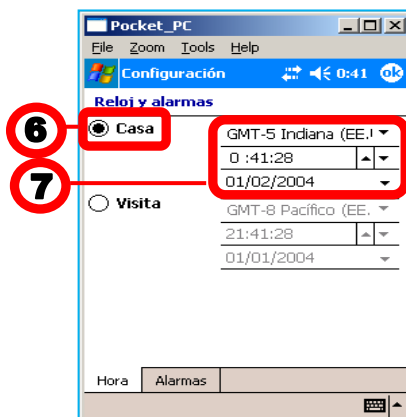 Pocket_PC
File Zoom Tools Help
Configuración 0:41 ok
Reloj y alarmas
6 Casa
GMT-5 Indiana (EE.
0 :41:28
7
01/02/2004
Visita
GMT-8 Pacífico (EE.
21:41:28
01/01/2004
Hora Alarmas